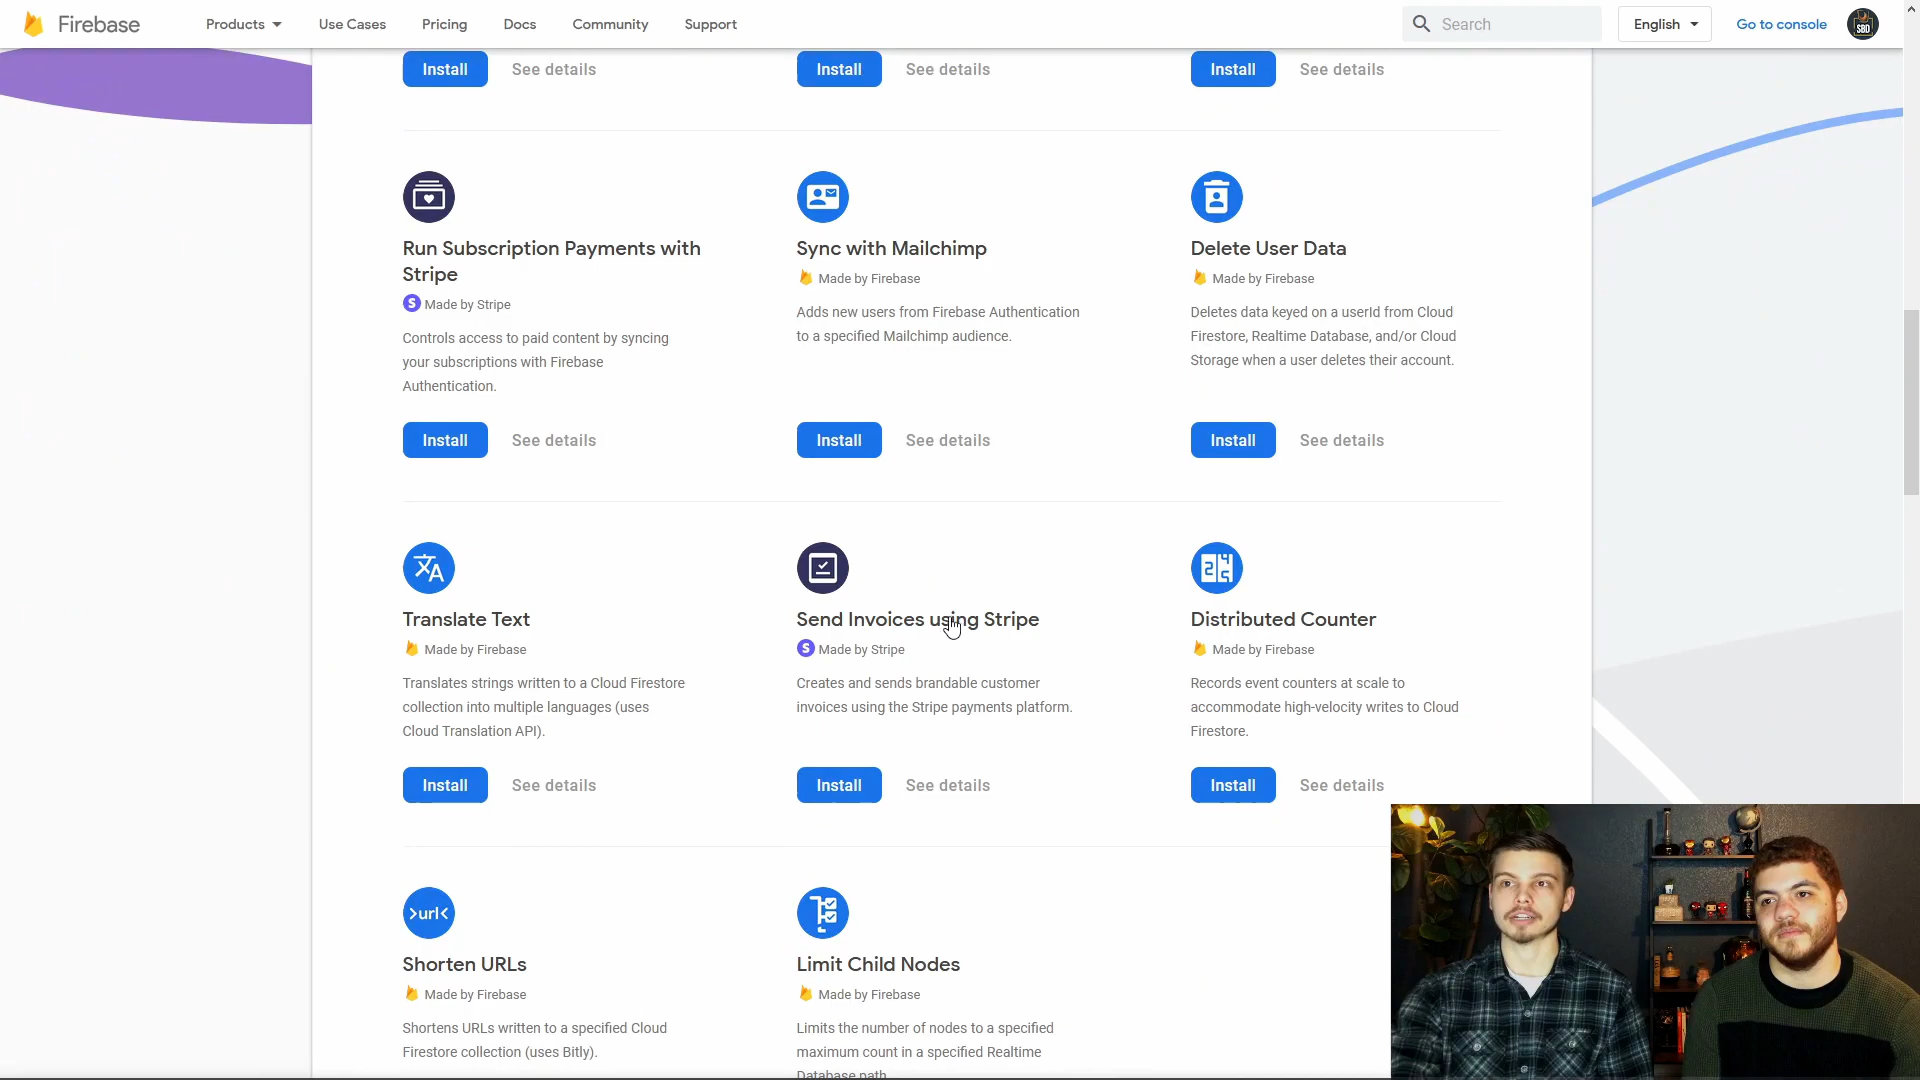 Firebase
Products
Use Cases
Pricing
Docs
Community
Support
Search
English
Go to console
SBD
Install
See details
Install
See details
Install
See details
Run Subscription Payments with
Stripe
S Made by Stripe
Controls access to paid content by syncing
your subscriptions with Firebase
Authentication.
Install
See details
Sync with Mailchimp
Made by Firebase
Adds new users from Firebase Authentication
to a specified Mailchimp audience.
Install
See details
Delete User Data
Made by Firebase
Deletes data keyed on a userId from Cloud
Firestore, Realtime Database, and/or Cloud
Storage when a user deletes their account.
Install
See details
Translate Text
Made by Firebase
Translates strings written to a Cloud Firestore
collection into multiple languages (uses
Cloud Translation API).
Install
See details
Send Invoices using Stripe
S Made by Stripe
Creates and sends brandable customer
invoices using the Stripe payments platform.
Install
See details
Distributed Counter
Made by Firebase
Records event counters at scale to
accommodate high-velocity writes to Cloud
Firestore.
Install
See details
>url<
Shorten URLs
Made by Firebase
Shortens URLs written to a specified Cloud
Firestore collection (uses Bitly).
Limit Child Nodes
Made by Firebase
Limits the number of nodes to a specified
maximum count in a specified Realtime
Database path.